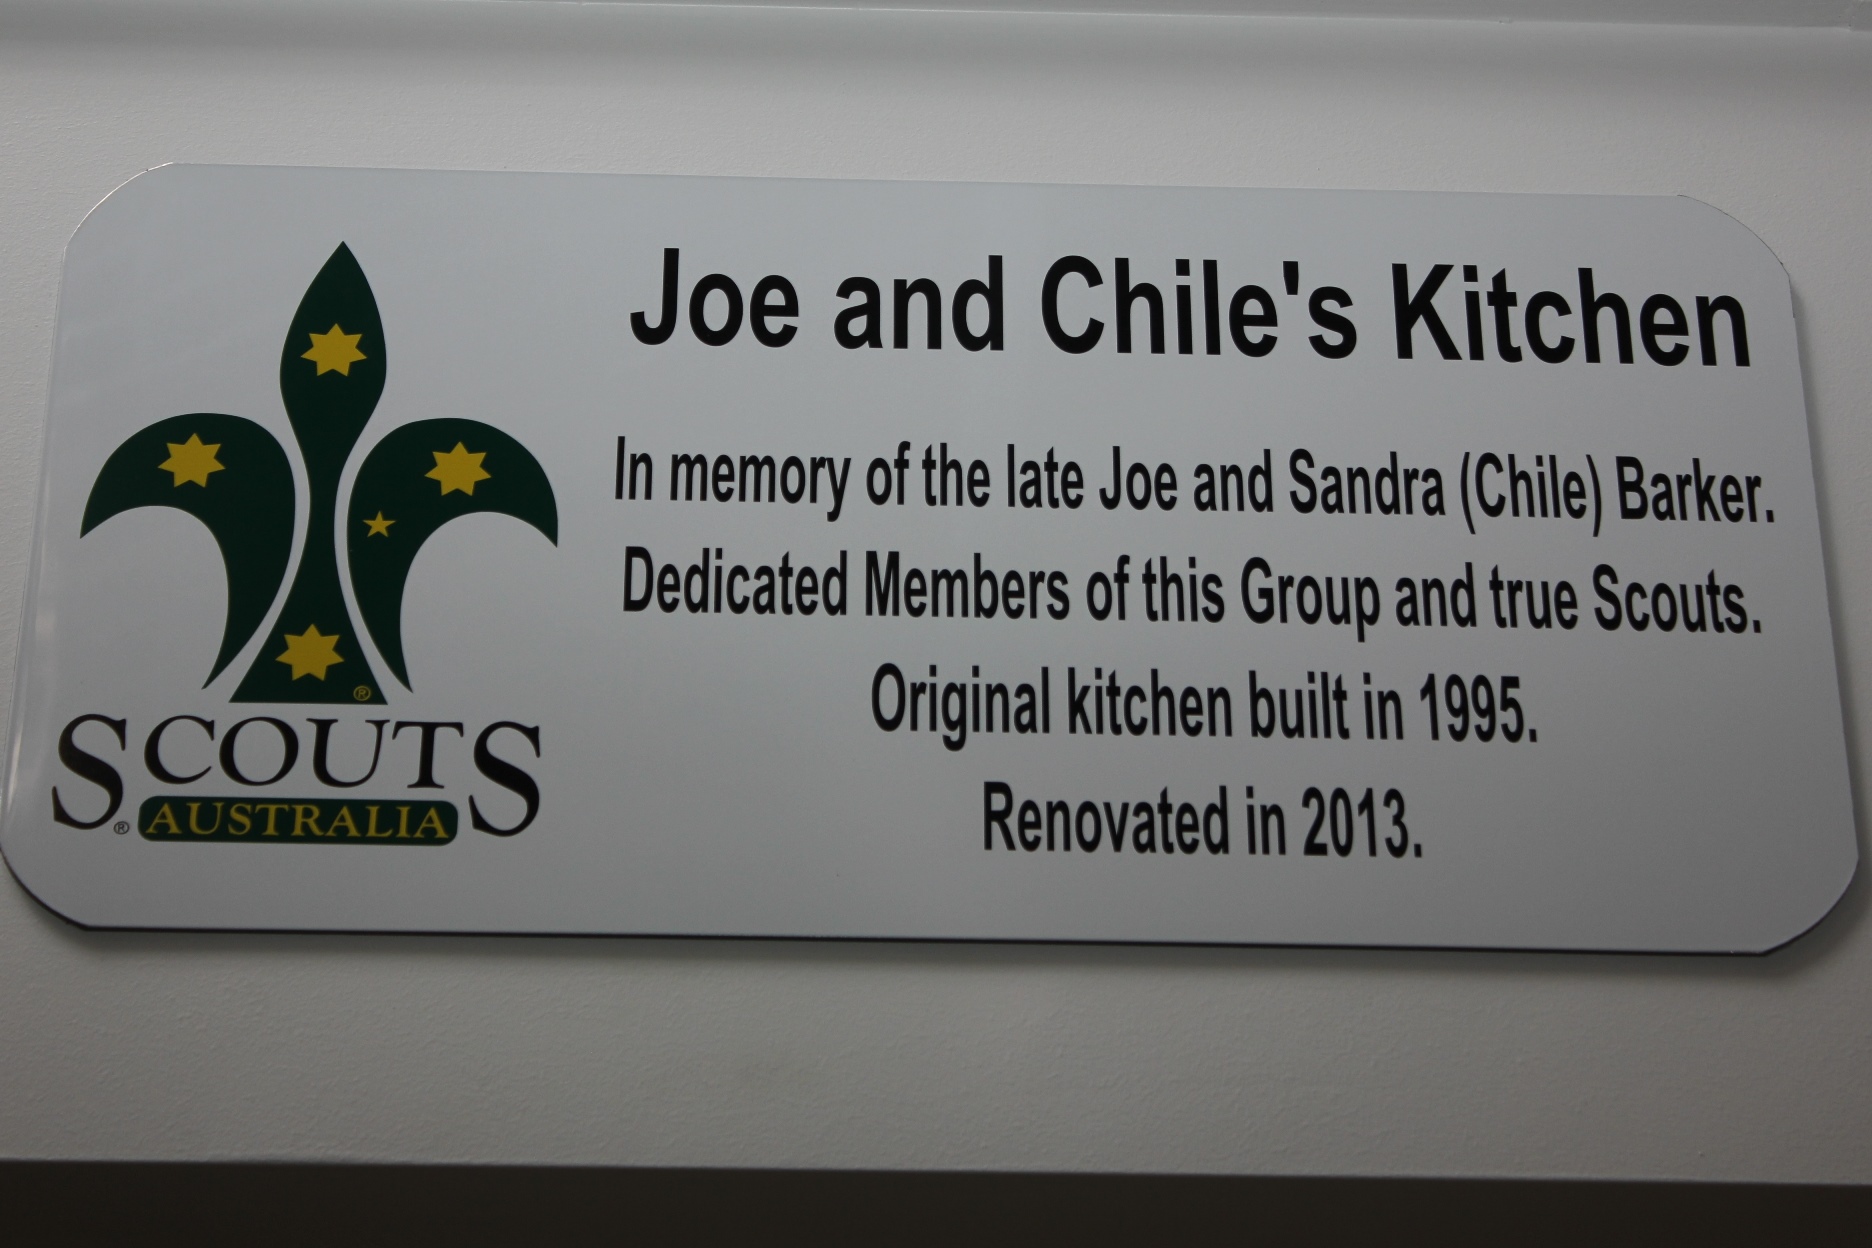 Joe and Chile's Kitchen
In memory of the late Joe and Sandra (Chile) Barker.
Dedicated Members of this Group and true Scouts.
Original kitchen built in 1995.
Renovated in 2013.
®
SCOUTS
® AUSTRALIA